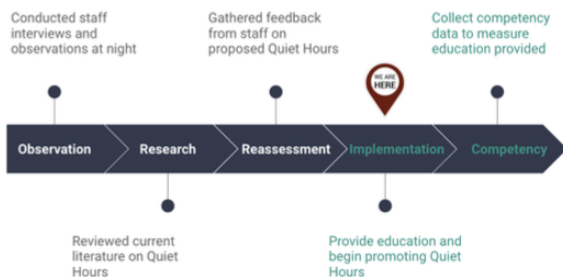 Conducted staff
interviews and
observations at night
Gathered feedback
from staff on
proposed Quiet Hours
Collect competency
data to measure
education provided
WE ARE
HERE
Observation
Research
Reassessment
Implementation
Competency
Reviewed current
literature on Quiet
Hours
Provide education and
begin promoting Quiet
Hours